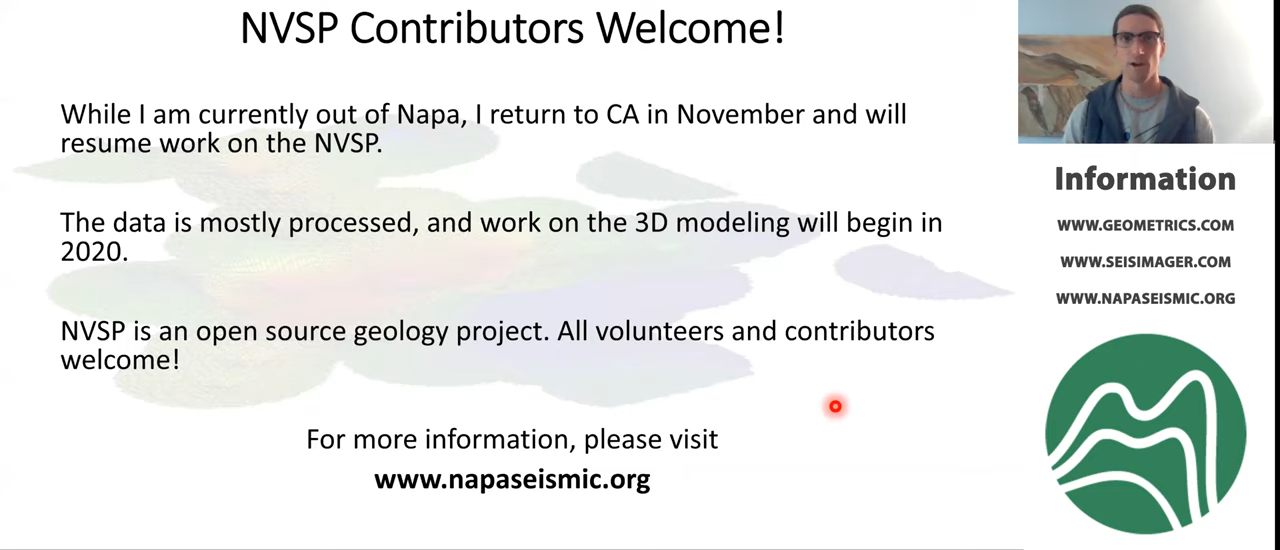 NVSP Contributors Welcome!
While I am currently out of Napa, I return to CA in November and will
resume work on the NVSP.
The data is mostly processed, and work on the 3D modeling will begin in
2020.
NVSP is an open source geology project. All volunteers and contributors
welcome!
For more information, please visit
www.napaseismic.org
Information
WWW.GEOMETRICS.COM
WWW.SEISIMAGER.COM
WWW.NAPASEISMIC.ORG